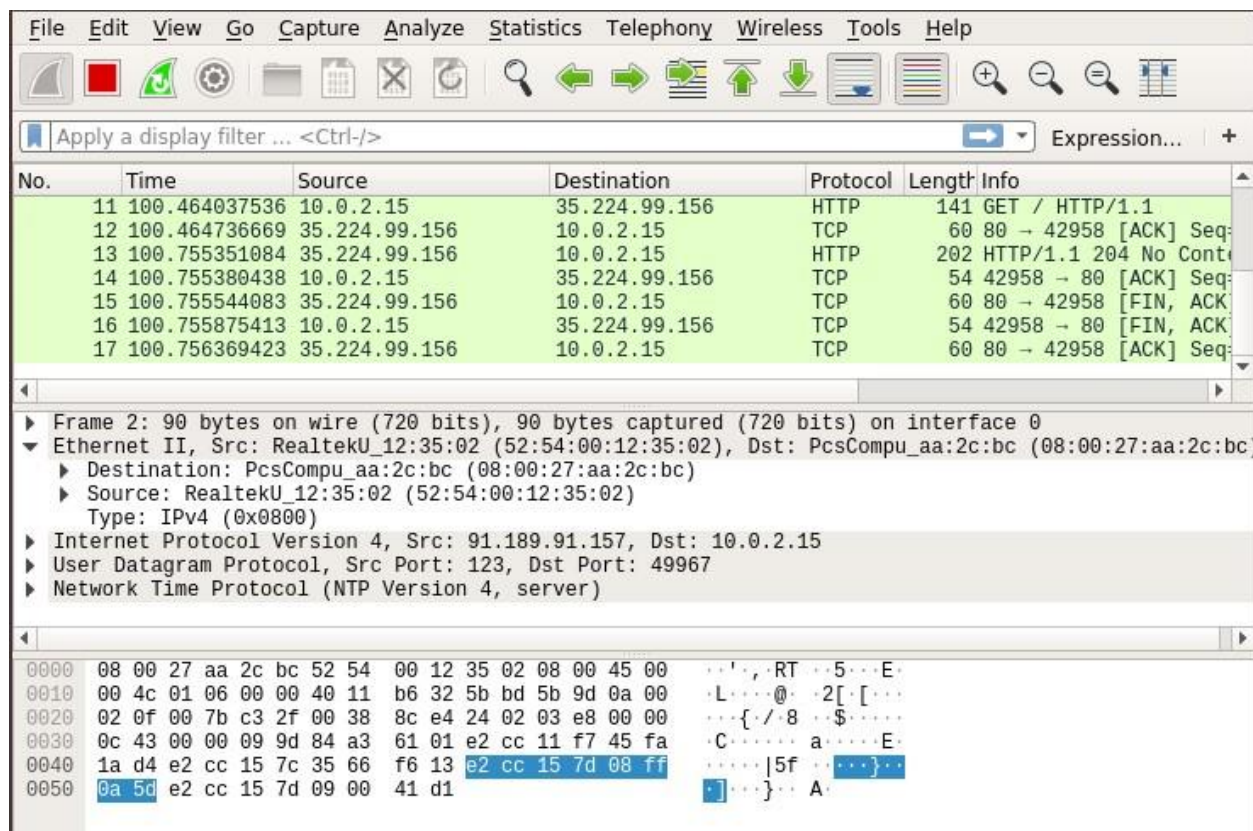 File Edit View Go Capture Analyze Statistics Telephony Wireless Tools Help
Apply a display filter ... <Ctrl-/> Expression... +
No. Time Source Destination Protocol Length Info
11 100.464037536 10.0.2.15 35.224.99.156 HTTP 141 GET / HTTP/1.1
12 100.464736669 35.224.99.156 10.0.2.15 TCP 60 80 → 42958 [ACK] Seq=
13 100.755351084 35.224.99.156 10.0.2.15 HTTP 202 HTTP/1.1 204 No Conte
14 100.755380438 10.0.2.15 35.224.99.156 TCP 54 42958 → 80 [ACK] Seq=
15 100.755544083 35.224.99.156 10.0.2.15 TCP 60 80 → 42958 [FIN, ACK
16 100.755875413 10.0.2.15 35.224.99.156 TCP 54 42958 → 80 [FIN, ACK
17 100.756369423 35.224.99.156 10.0.2.15 TCP 60 80 → 42958 [ACK] Seq=
Frame 2: 90 bytes on wire (720 bits), 90 bytes captured (720 bits) on interface 0
Ethernet II, Src: RealtekU_12:35:02 (52:54:00:12:35:02), Dst: PcsCompu_aa:2c:bc (08:00:27:aa:2c:bc)
Destination: PcsCompu_aa:2c:bc (08:00:27:aa:2c:bc)
Source: RealtekU_12:35:02 (52:54:00:12:35:02)
Type: IPv4 (0x0800)
Internet Protocol Version 4, Src: 91.189.91.157, Dst: 10.0.2.15
User Datagram Protocol, Src Port: 123, Dst Port: 49967
Network Time Protocol (NTP Version 4, server)
0000 08 00 27 aa 2c bc 52 54 00 12 35 02 08 00 45 00 ··'·,·RT ··5···E·
0010 00 4c 01 06 00 00 40 11 b6 32 5b bd 5b 9d 0a 00 ·L····@· ·2[·[···
0020 02 0f 00 7b c3 2f 00 38 8c e4 24 02 03 e8 00 00 ···{·/·8 ··$·····
0030 0c 43 00 00 09 9d 84 a3 61 01 e2 cc 11 f7 45 fa ·C······ a·····E·
0040 1a d4 e2 cc 15 7c 35 66 f6 13 e2 cc 15 7d 08 ff ·····|5f ·····}··
0050 0a 5d e2 cc 15 7d 09 00 41 d1 ·]···}·· A·